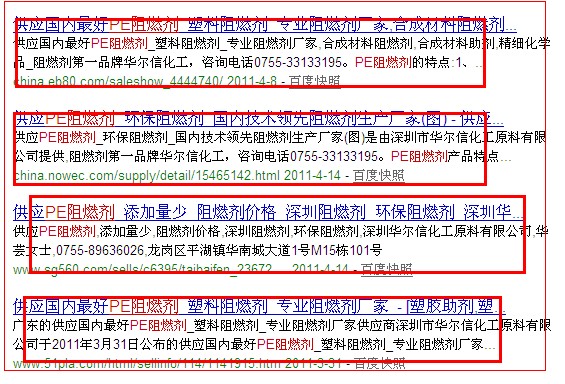 供应国内最好PE阻燃剂_塑料阻燃剂_专业阻燃剂厂家,合成材料阻燃剂...
供应国内最好PE阻燃剂_塑料阻燃剂_专业阻燃剂厂家,合成材料阻燃剂,合成材料助剂,精细化学
品_阻燃剂第一品牌华尔信化工，咨询电话0755-33133195。PE阻燃剂的特点:1、...
china.eb80.com/saleshow_4444740/ 2011-4-8 - 百度快照
供应PE阻燃剂_环保阻燃剂_国内技术领先阻燃剂生产厂家(图) - 供应...
供应PE阻燃剂_环保阻燃剂_国内技术领先阻燃剂生产厂家(图)是由深圳市华尔信化工原料有限
公司提供,阻燃剂第一品牌华尔信化工，咨询电话0755-33133195。PE阻燃剂产品特点...
china.nowec.com/supply/detail/15465142.html 2011-4-14 - 百度快照
供应PE阻燃剂_添加量少_阻燃剂价格_深圳阻燃剂_环保阻燃剂_深圳华...
供应PE阻燃剂,添加量少,阻燃剂价格,深圳阻燃剂,环保阻燃剂,深圳华尔信化工原料有限公司,华
芸女士,0755-89636026,龙岗区平湖镇华南城大道1号M15栋101号
www.sg560.com/sells/c6395/taihaifen_23672... 2011-4-14 - 百度快照
供应国内最好PE阻燃剂_塑料阻燃剂_专业阻燃剂厂家 - [塑胶助剂,塑...
广东的供应国内最好PE阻燃剂_塑料阻燃剂_专业阻燃剂厂家供应商深圳市华尔信化工原料有限
公司于2011年3月31日公布的供应国内最好PE阻燃剂_塑料阻燃剂_专业阻燃剂厂家...
www.51pla.com/html/sellinfo/114/1141915.htm 2011-3-31 - 百度快照